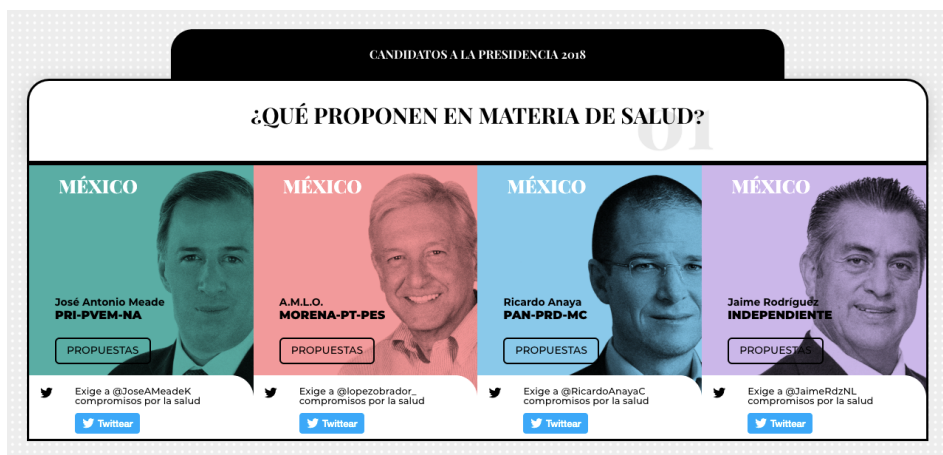 CANDIDATOS A LA PRESIDENCIA 2018
¿QUÉ PROPONEN EN MATERIA DE SALUD?
01
MÉXICO
José Antonio Meade
PRI-PVEM-NA
PROPUESTAS
Exige a @JoseAMeadeK
compromisos por la salud
Twittear
MÉXICO
A.M.L.O.
MORENA-PT-PES
PROPUESTAS
Exige a @lopezobrador_
compromisos por la salud
Twittear
MÉXICO
Ricardo Anaya
PAN-PRD-MC
PROPUESTAS
Exige a @RicardoAnayaC
compromisos por la salud
Twittear
MÉXICO
Jaime Rodríguez
INDEPENDIENTE
PROPUESTAS
Exige a @JaimeRdzNL
compromisos por la salud
Twittear